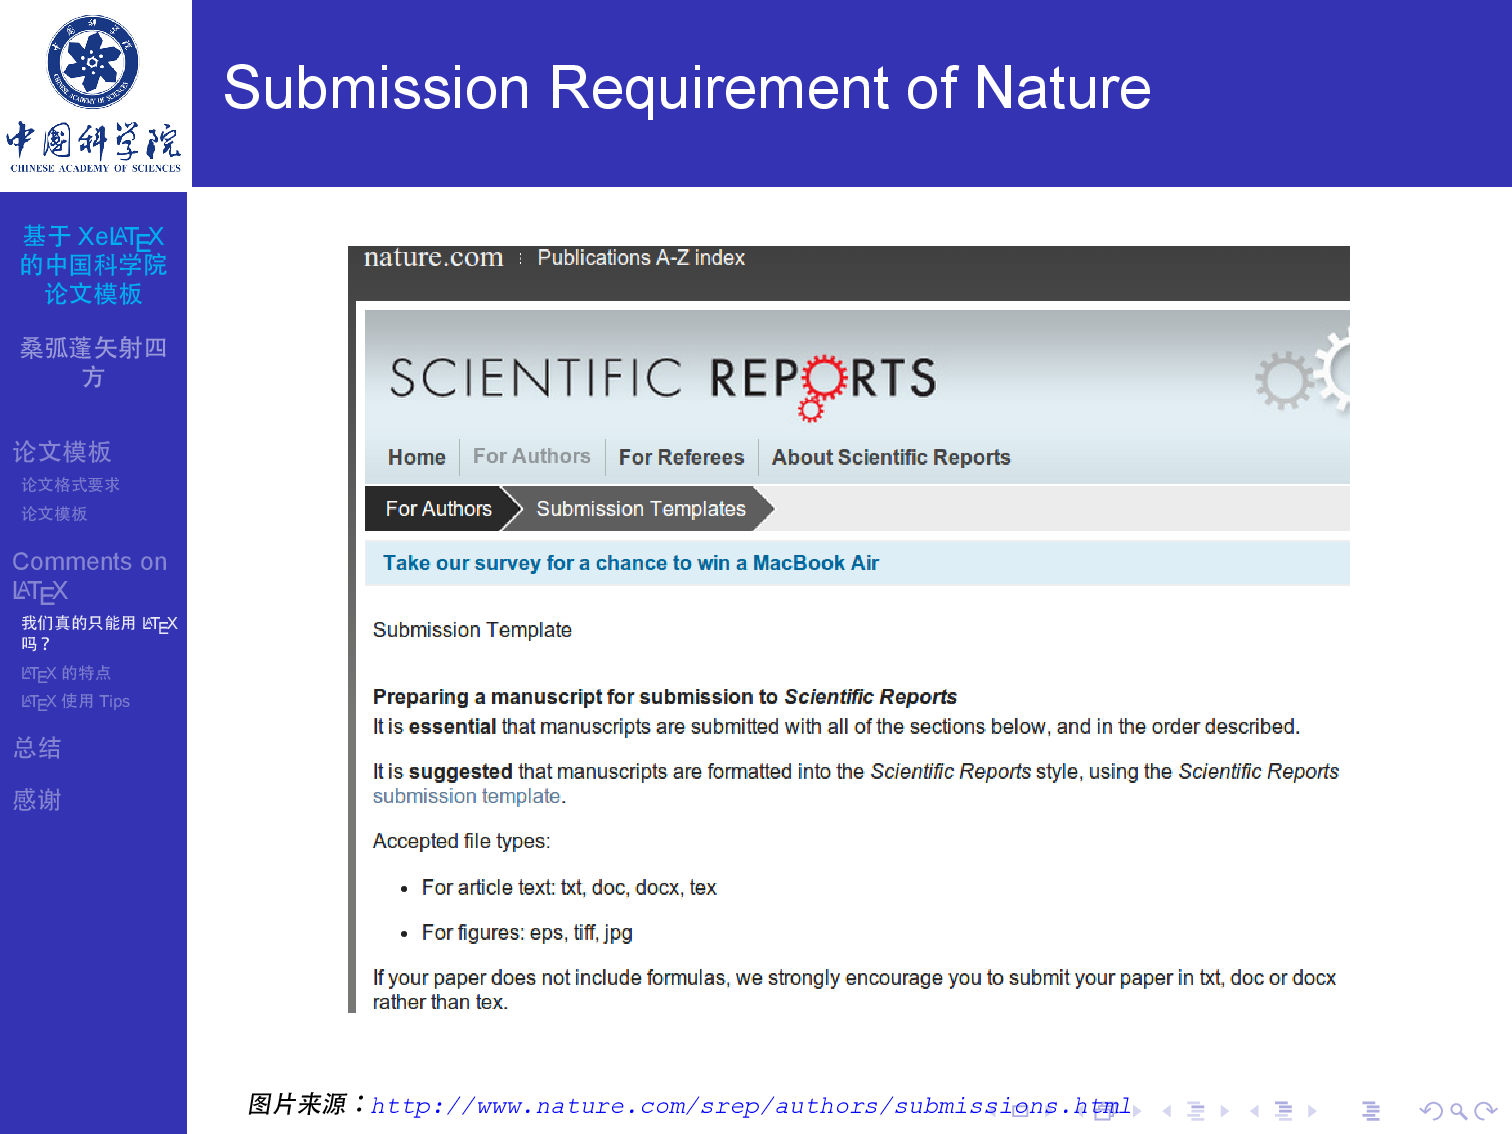 中国科学院
CHINESE ACADEMY OF SCIENCES
Submission Requirement of Nature
基于 XeLATEX
的中国科学院
论文模板
桑弧蓬矢射四
方
论文模板
论文格式要求
论文模板
Comments on
LATEX
我们真的只能用 LATEX
吗？
LATEX 的特点
LATEX 使用 Tips
总结
感谢
nature.com ⁝ Publications A-Z index
SCIENTIFIC REPORTS
Home For Authors For Referees About Scientific Reports
For Authors Submission Templates
Take our survey for a chance to win a MacBook Air
Submission Template
Preparing a manuscript for submission to Scientific Reports
It is essential that manuscripts are submitted with all of the sections below, and in the order described.
It is suggested that manuscripts are formatted into the Scientific Reports style, using the Scientific Reports
submission template.
Accepted file types:
• For article text: txt, doc, docx, tex
• For figures: eps, tiff, jpg
If your paper does not include formulas, we strongly encourage you to submit your paper in txt, doc or docx
rather than tex.
图片来源：http://www.nature.com/srep/authors/submissions.html